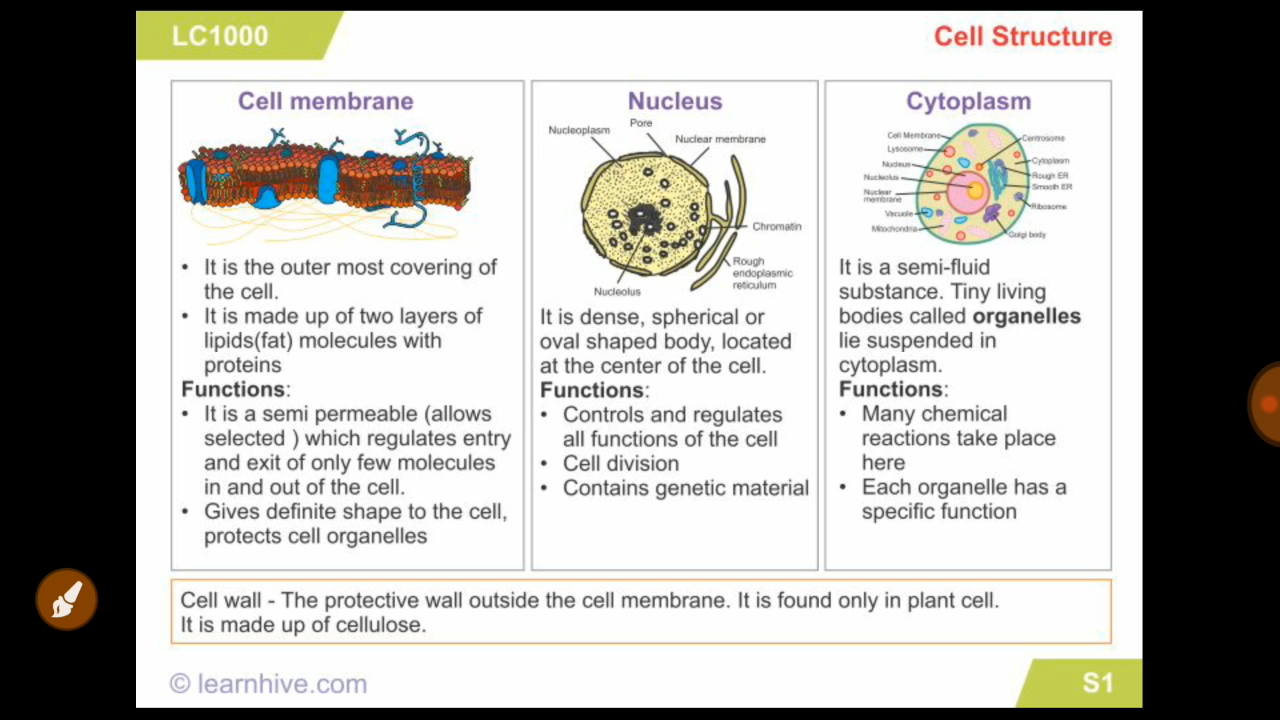 LC1000
Cell Structure
Cell membrane
• It is the outer most covering of
the cell.
• It is made up of two layers of
lipids(fat) molecules with
proteins
Functions:
• It is a semi permeable (allows
selected ) which regulates entry
and exit of only few molecules
in and out of the cell.
• Gives definite shape to the cell,
protects cell organelles
Nucleus
Nucleoplasm
Pore
Nuclear membrane
Chromatin
Rough
endoplasmic
reticulum
Nucleolus
It is dense, spherical or
oval shaped body, located
at the center of the cell.
Functions:
• Controls and regulates
all functions of the cell
• Cell division
• Contains genetic material
Cytoplasm
Cell Membrane
Lysosome
Nucleus
Nucleolus
Nuclear
membrane
Vacuole
Mitochondria
Centrosome
Cytoplasm
Rough ER
Smooth ER
Ribosome
Golgi body
It is a semi-fluid
substance. Tiny living
bodies called organelles
lie suspended in
cytoplasm.
Functions:
• Many chemical
reactions take place
here
• Each organelle has a
specific function
Cell wall - The protective wall outside the cell membrane. It is found only in plant cell.
It is made up of cellulose.
© learnhive.com
S1